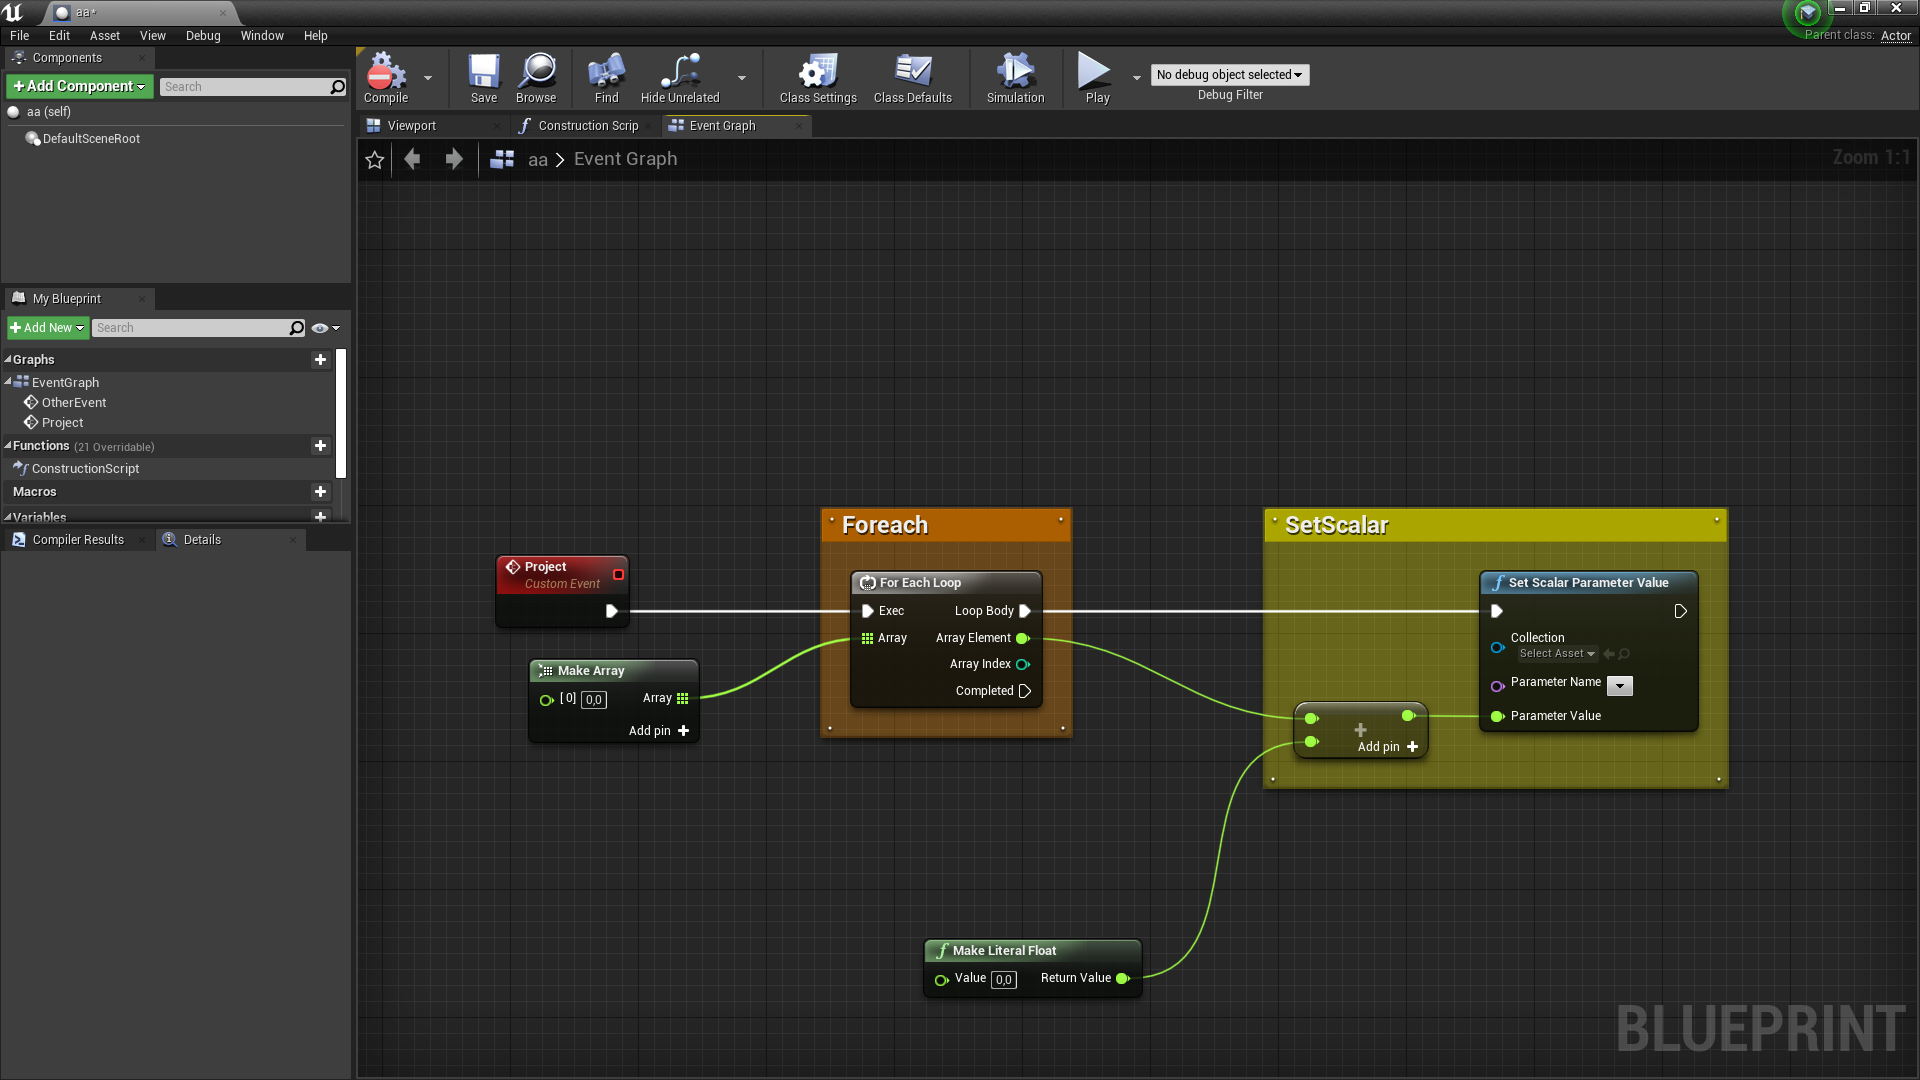 aa*
File Edit Asset View Debug Window Help
Parent class: Actor
Components
+Add Component
Search
aa (self)
DefaultSceneRoot
My Blueprint
+Add New
Search
Graphs
EventGraph
OtherEvent
Project
Functions (21 Overridable)
ConstructionScript
Macros
Variables
Compiler Results
Details
Compile
Save
Browse
Find
Hide Unrelated
Class Settings
Class Defaults
Simulation
Play
No debug object selected
Debug Filter
Viewport
Construction Scrip
Event Graph
aa > Event Graph
Zoom 1:1
Project
Custom Event
Make Array
[0] 0,0 Array
Add pin +
Foreach
For Each Loop
Exec Loop Body
Array Array Element
Array Index
Completed
SetScalar
Set Scalar Parameter Value
Collection
Select Asset
Parameter Name
Parameter Value
+
Add pin +
Make Literal Float
Value 0,0 Return Value
BLUEPRINT